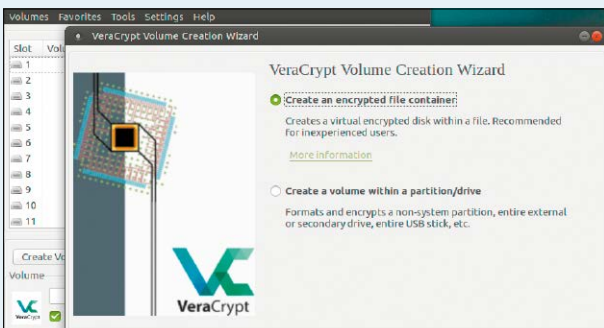 Volumes Favorites Tools Settings Help
VeraCrypt Volume Creation Wizard
Slot
1
2
3
4
5
6
7
8
9
10
11
VeraCrypt Volume Creation Wizard
Create an encrypted file container
Creates a virtual encrypted disk within a file. Recommended
for inexperienced users.
More information
Create a volume within a partition/drive
Formats and encrypts a non-system partition, entire external
or secondary drive, entire USB stick, etc.
VeraCrypt
Create
Volume
VeraCrypt